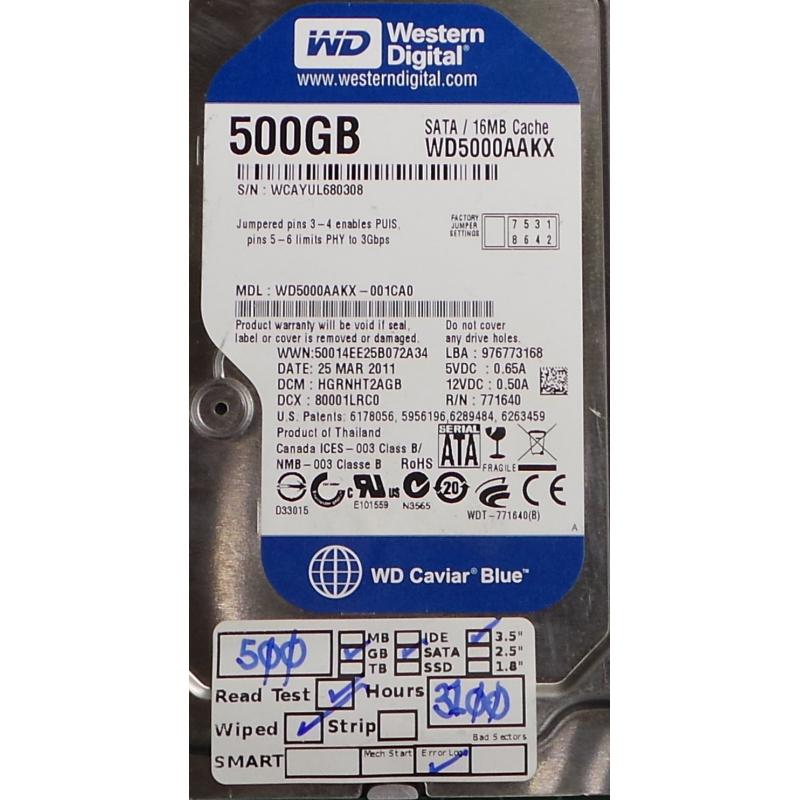 WD Western Digital®
www.westerndigital.com
500GB
SATA / 16MB Cache
WD5000AAKX
S/N : WCAYUL680308
Jumpered pins 3-4 enables PUIS,
pins 5-6 limits PHY to 3Gbps
FACTORY JUMPER SETTINGS
7 5 3 1
8 6 4 2
MDL : WD5000AAKX-001CA0
Product warranty will be void if seal,
label or cover is removed or damaged.
Do not cover
any drive holes.
WWN:50014EE25B072A34
LBA : 976773168
DATE: 25 MAR 2011
5VDC : 0.65A
DCM : HGRNHT2AGB
12VDC : 0.50A
DCX : 80001LRC0
R/N : 771640
U.S. Patents: 6178056, 5956196,6289484, 6263459
Product of Thailand
Canada ICES-003 Class B/
NMB-003 Classe B
RoHS
SERIAL ATA
FRAGILE
D33015
c RU us
E101559
N3565
20
CE
WDT-771640(B)
A
WD Caviar® Blue™
500
MB IDE 3.5"
GB SATA 2.5"
TB SSD 1.8"
Read Test
Hours
3100
Wiped
Strip
Bad Sectors
SMART
Mech Start
Error Logs